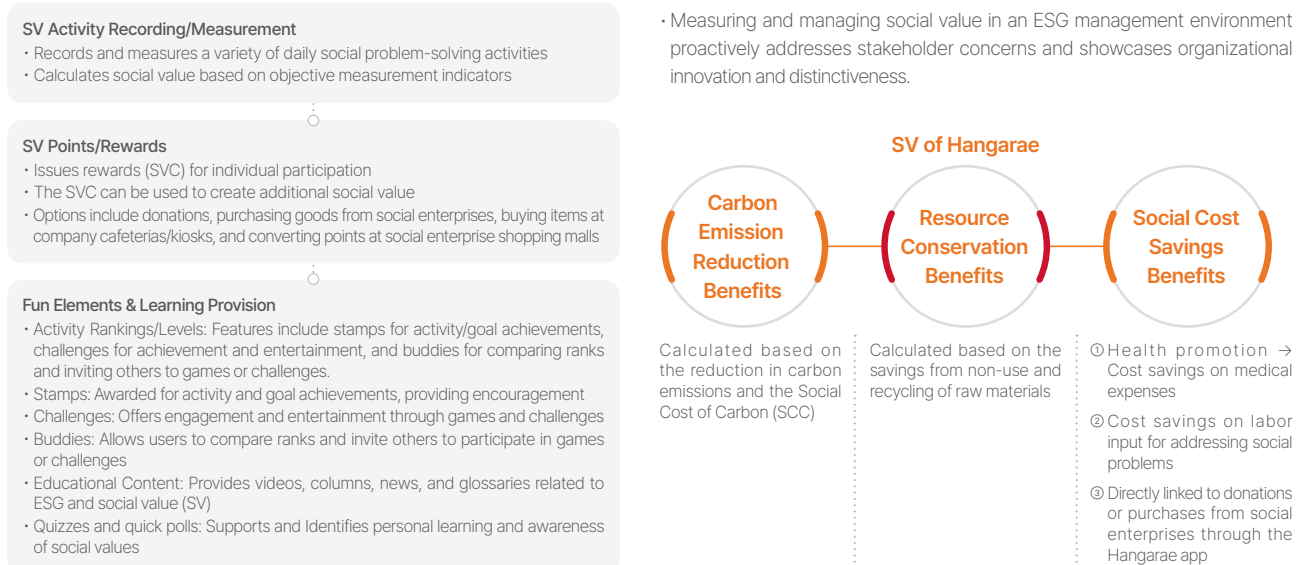 SV Activity Recording/Measurement
· Records and measures a variety of daily social problem-solving activities
· Calculates social value based on objective measurement indicators
SV Points/Rewards
· Issues rewards (SVC) for individual participation
· The SVC can be used to create additional social value
· Options include donations, purchasing goods from social enterprises, buying items at
company cafeterias/kiosks, and converting points at social enterprise shopping malls
Fun Elements & Learning Provision
· Activity Rankings/Levels: Features include stamps for activity/goal achievements,
challenges for achievement and entertainment, and buddies for comparing ranks
and inviting others to games or challenges.
· Stamps: Awarded for activity and goal achievements, providing encouragement
· Challenges: Offers engagement and entertainment through games and challenges
· Buddies: Allows users to compare ranks and invite others to participate in games
or challenges
· Educational Content: Provides videos, columns, news, and glossaries related to
ESG and social value (SV)
· Quizzes and quick polls: Supports and Identifies personal learning and awareness
of social values
· Measuring and managing social value in an ESG management environment
proactively addresses stakeholder concerns and showcases organizational
innovation and distinctiveness.
SV of Hangarae
Carbon
Emission
Reduction
Benefits
Resource
Conservation
Benefits
Social Cost
Savings
Benefits
Calculated based on
the reduction in carbon
emissions and the Social
Cost of Carbon (SCC)
Calculated based on the
savings from non-use and
recycling of raw materials
① Health promotion →
Cost savings on medical
expenses
② Cost savings on labor
input for addressing social
problems
③ Directly linked to donations
or purchases from social
enterprises through the
Hangarae app